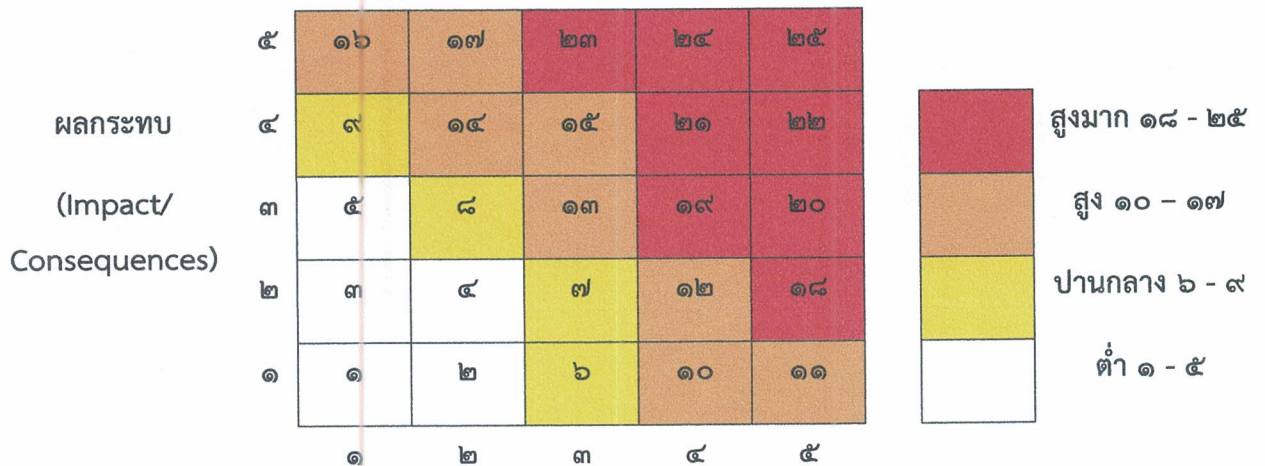 ๕ ๑๖ ๑๗ ๒๓ ๒๔ ๒๕
ผลกระทบ ๔ ๙ ๑๔ ๑๕ ๒๑ ๒๒
(Impact/ ๓ ๕ ๘ ๑๓ ๑๙ ๒๐
Consequences)
๒ ๓ ๔ ๗ ๑๒ ๑๘
๑ ๑ ๒ ๖ ๑๐ ๑๑
๑ ๒ ๓ ๔ ๕
สูงมาก ๑๘ - ๒๕
สูง ๑๐ – ๑๗
ปานกลาง ๖ - ๙
ต่ำ ๑ - ๕